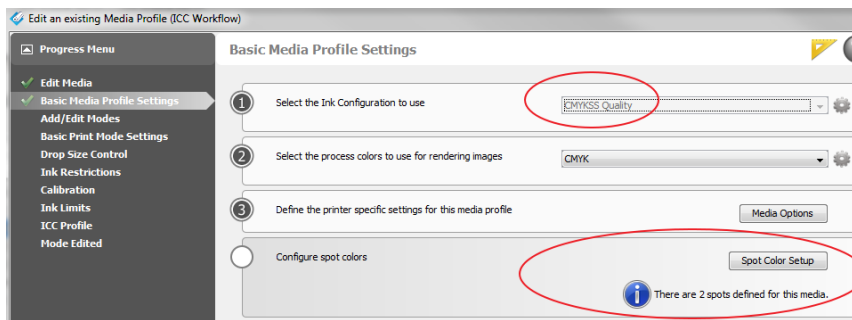 Edit an existing Media Profile (ICC Workflow)
Progress Menu
Basic Media Profile Settings
Edit Media
Basic Media Profile Settings
Add/Edit Modes
Basic Print Mode Settings
Drop Size Control
Ink Restrictions
Calibration
Ink Limits
ICC Profile
Mode Edited
1 Select the Ink Configuration to use CMYKSS Quality
2 Select the process colors to use for rendering images CMYK
3 Define the printer specific settings for this media profile Media Options
Configure spot colors Spot Color Setup
There are 2 spots defined for this media.